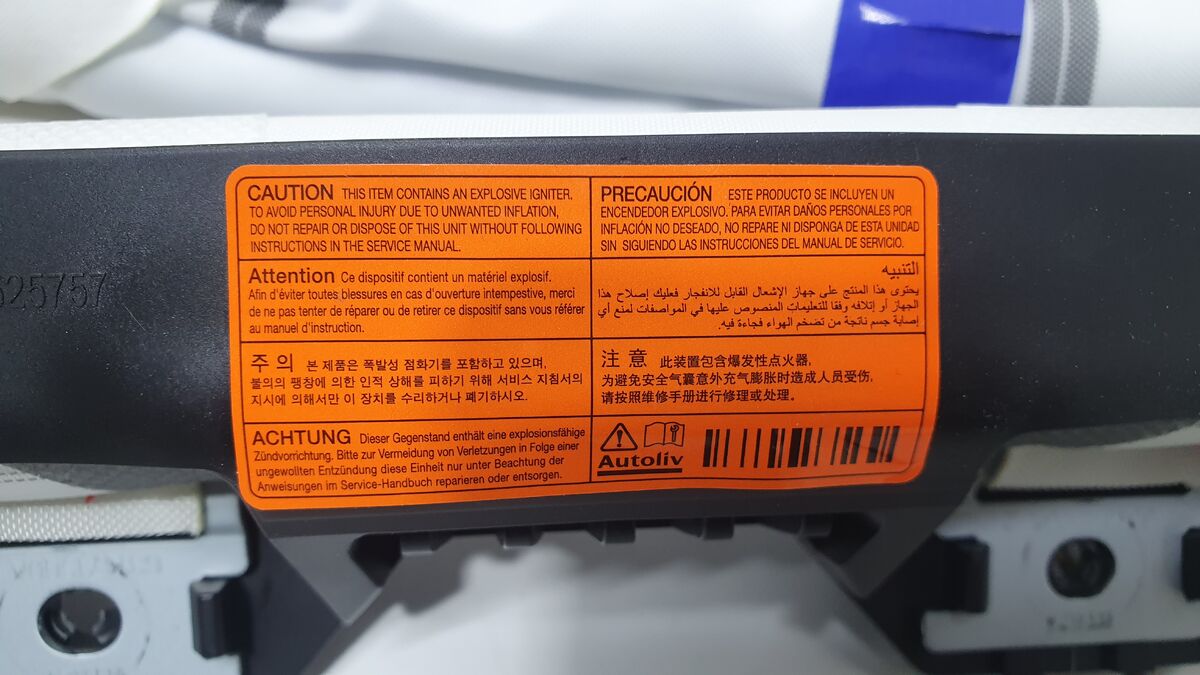 CAUTION THIS ITEM CONTAINS AN EXPLOSIVE IGNITER.
TO AVOID PERSONAL INJURY DUE TO UNWANTED INFLATION,
DO NOT REPAIR OR DISPOSE OF THIS UNIT WITHOUT FOLLOWING
INSTRUCTIONS IN THE SERVICE MANUAL.
PRECAUCIÓN ESTE PRODUCTO SE INCLUYEN UN
ENCENDEDOR EXPLOSIVO. PARA EVITAR DAÑOS PERSONALES POR
INFLACIÓN NO DESEADO, NO REPARE NI DISPONGA DE ESTA UNIDAD
SIN SIGUIENDO LAS INSTRUCCIONES DEL MANUAL DE SERVICIO.
Attention Ce dispositif contient un matériel explosif.
Afin d'éviter toutes blessures en cas d'ouverture intempestive, merci
de ne pas tenter de réparer ou de retirer ce dispositif sans vous référer
au manuel d'instruction.
التنبيه
يحتوى هذا المنتج على جهاز الإشعال القابل للانفجار فعليك إصلاح هذا
الجهاز أو إتلافه وفقا للتعليمات المنصوص عليها في المواصفات لمنع أي
إصابة جسم ناتجة من تضخم الهواء فجاءة فيه.
주 의 본 제품은 폭발성 점화기를 포함하고 있으며,
불의의 팽창에 의한 인적 상해를 피하기 위해 서비스 지침서의
지시에 의해서만 이 장치를 수리하거나 폐기하시오.
注 意 此装置包含爆发性点火器,
为避免安全气囊意外充气膨胀时造成人员受伤,
请按照维修手册进行修理或处理。
ACHTUNG Dieser Gegenstand enthält eine explosionsfähige
Zündvorrichtung. Bitte zur Vermeidung von Verletzungen in Folge einer
ungewollten Entzündung diese Einheit nur unter Beachtung der
Anweisungen im Service-Handbuch reparieren oder entsorgen.
Autoliv